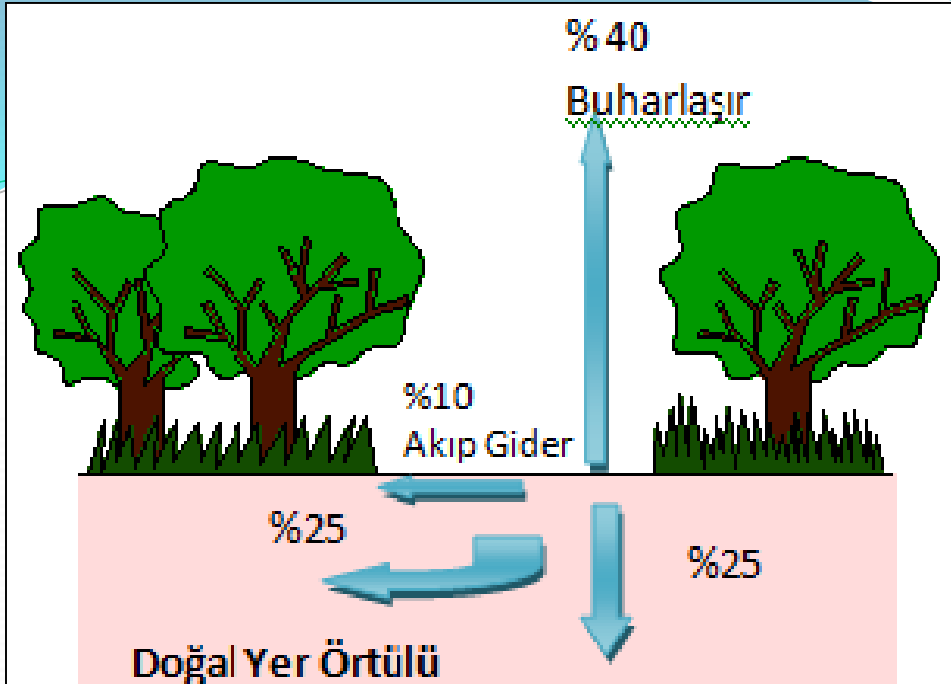 % 40
Buharlaşır
%10
Akıp Gider
%25
%25
Doğal Yer Örtülü